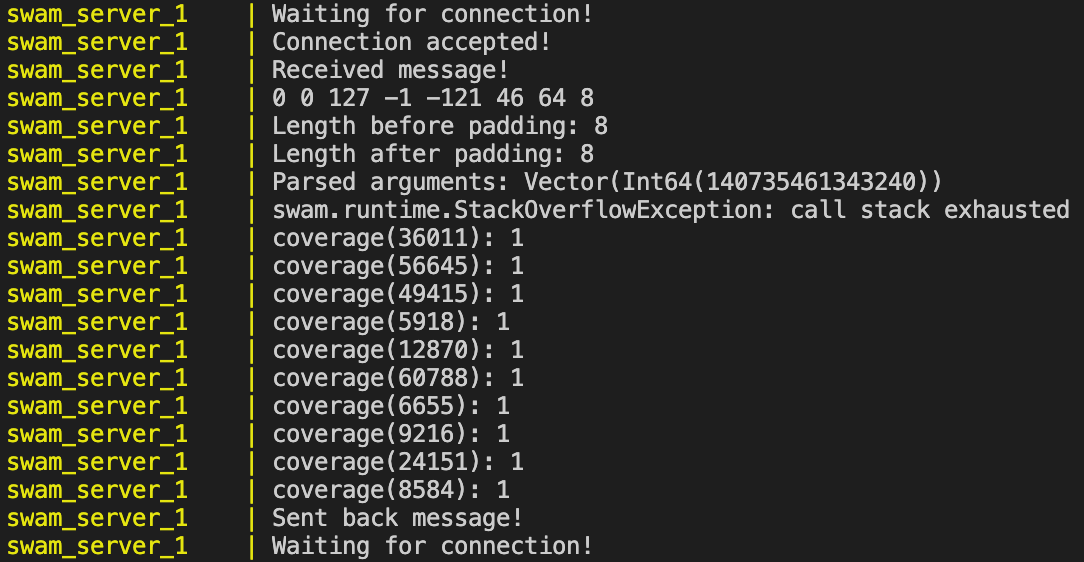 swam_server_1 | Waiting for connection!
swam_server_1 | Connection accepted!
swam_server_1 | Received message!
swam_server_1 | 0 0 127 -1 -121 46 64 8
swam_server_1 | Length before padding: 8
swam_server_1 | Length after padding: 8
swam_server_1 | Parsed arguments: Vector(Int64(140735461343240))
swam_server_1 | swam.runtime.StackOverflowException: call stack exhausted
swam_server_1 | coverage(36011): 1
swam_server_1 | coverage(56645): 1
swam_server_1 | coverage(49415): 1
swam_server_1 | coverage(5918): 1
swam_server_1 | coverage(12870): 1
swam_server_1 | coverage(60788): 1
swam_server_1 | coverage(6655): 1
swam_server_1 | coverage(9216): 1
swam_server_1 | coverage(24151): 1
swam_server_1 | coverage(8584): 1
swam_server_1 | Sent back message!
swam_server_1 | Waiting for connection!